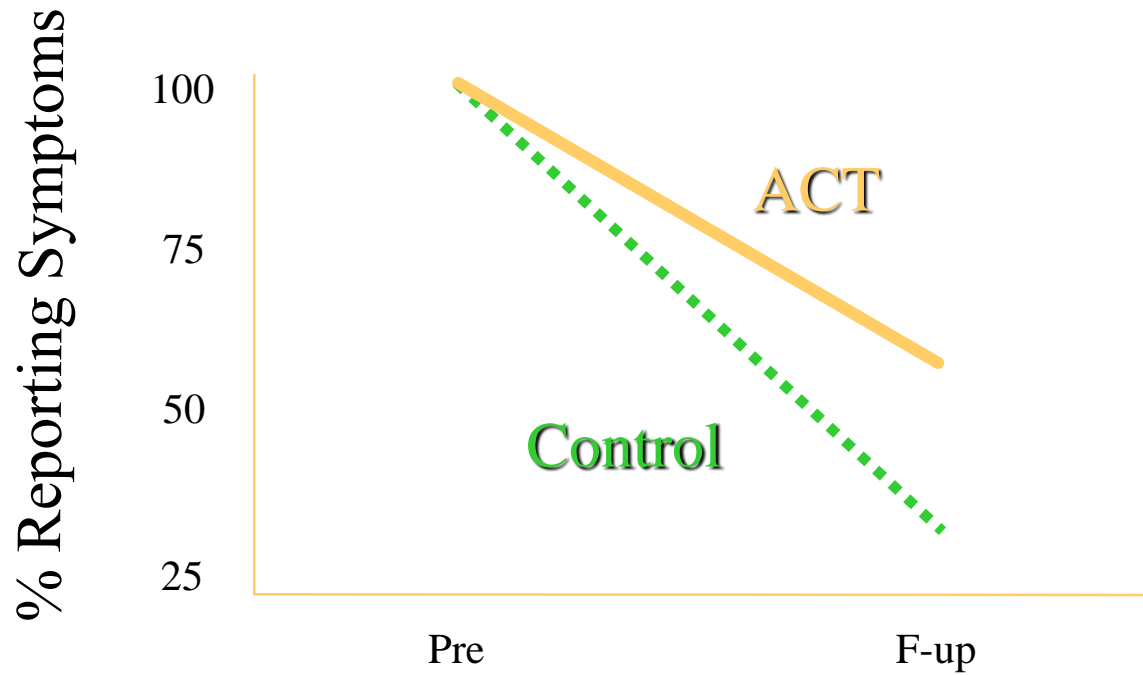 % Reporting Symptoms
100
75
50
25
ACT
Control
Pre
F-up